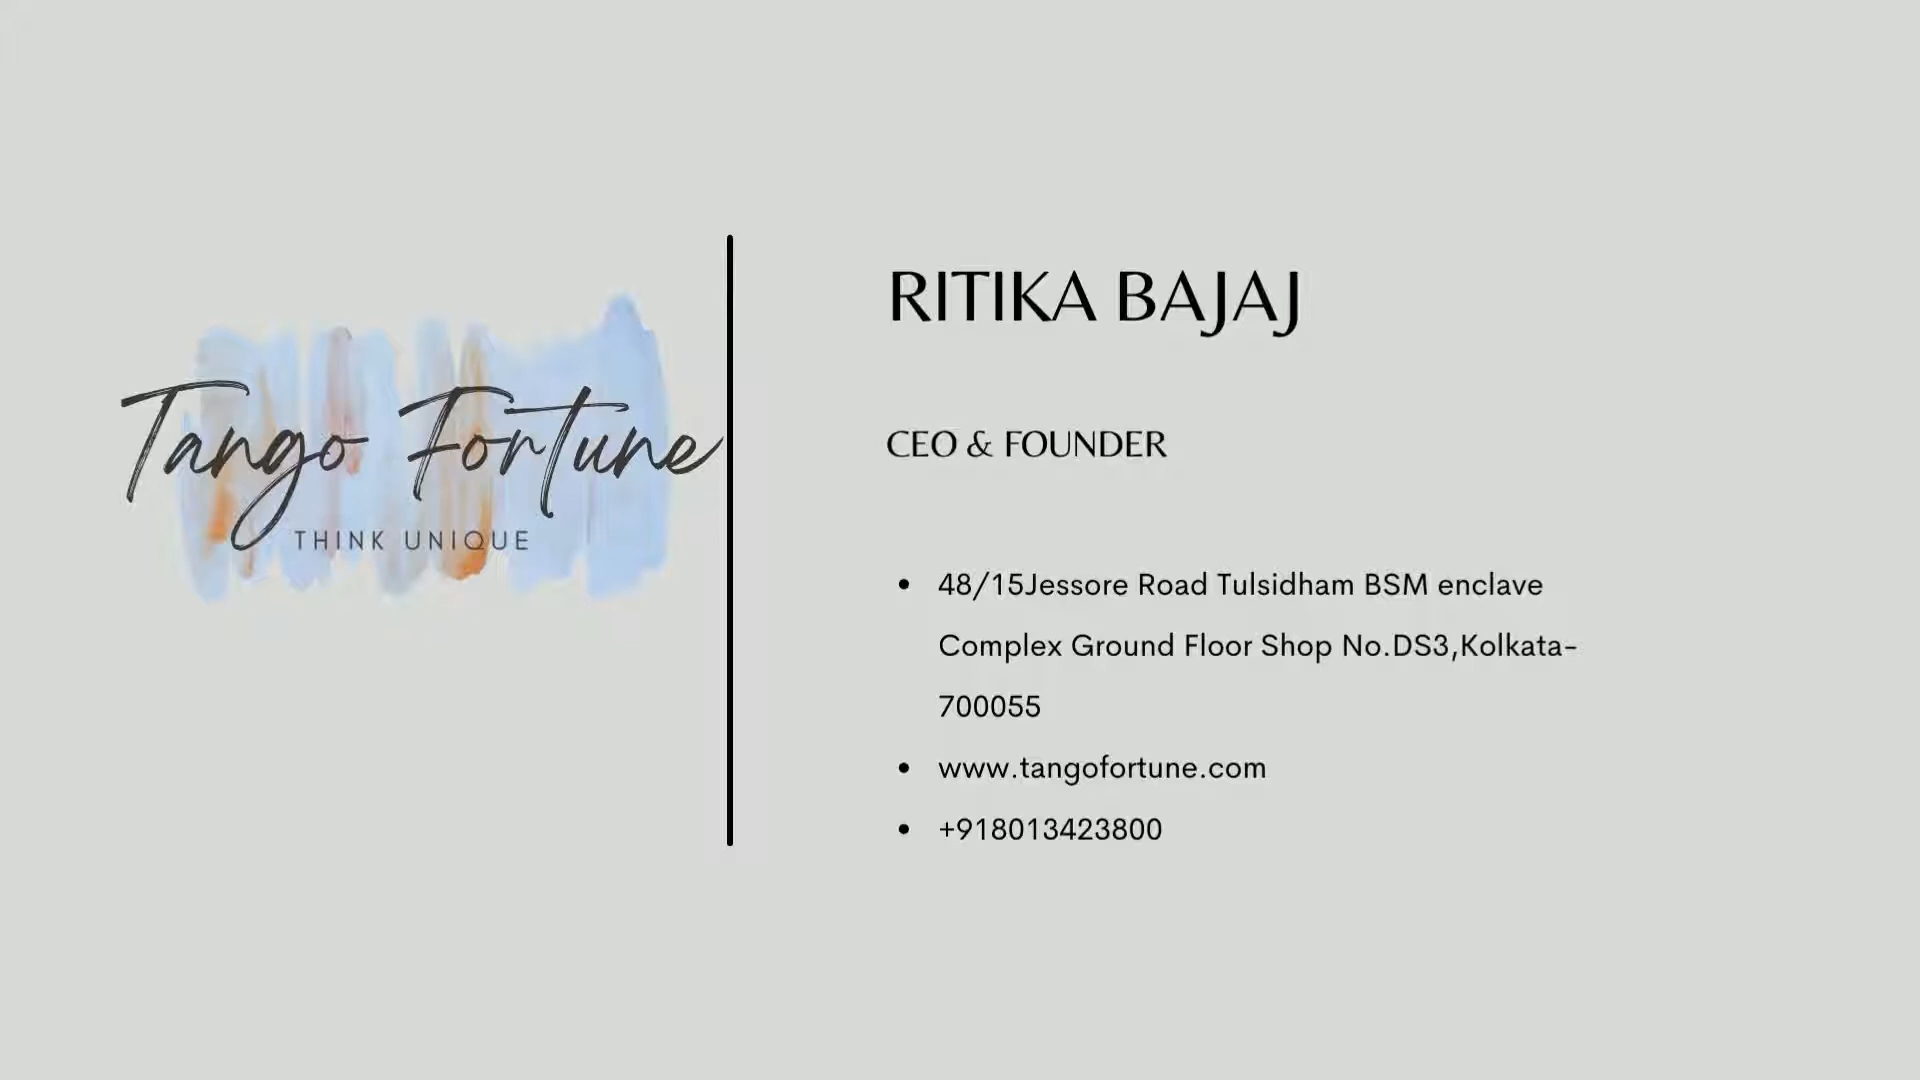 Tango Fortune
THINK UNIQUE
RITIKA BAJAJ
CEO & FOUNDER
• 48/15Jessore Road Tulsidham BSM enclave
Complex Ground Floor Shop No.DS3,Kolkata-
700055
• www.tangofortune.com
• +918013423800